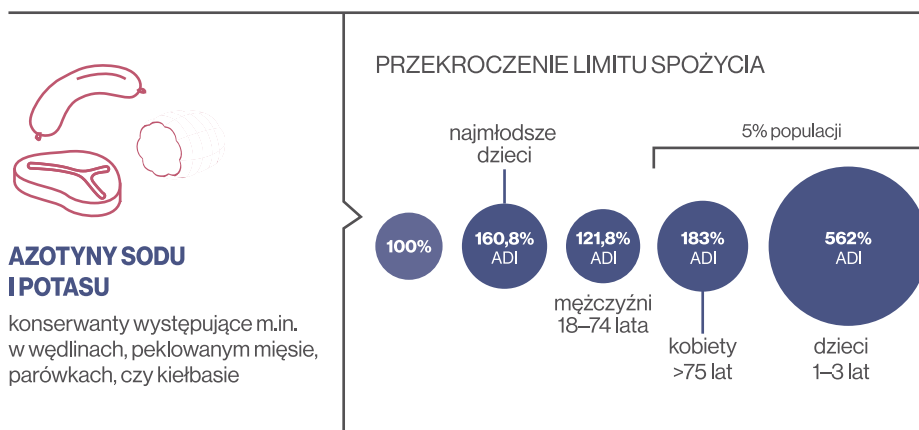 AZOTYNY SODU
I POTASU
konserwanty występujące m.in.
w wędlinach, peklowanym mięsie,
parówkach, czy kiełbasie
PRZEKROCZENIE LIMITU SPOŻYCIA
5% populacji
najmłodsze
dzieci
100%
160,8%
ADI
121,8%
ADI
183%
ADI
562%
ADI
mężczyźni
18–74 lata
kobiety
>75 lat
dzieci
1–3 lat